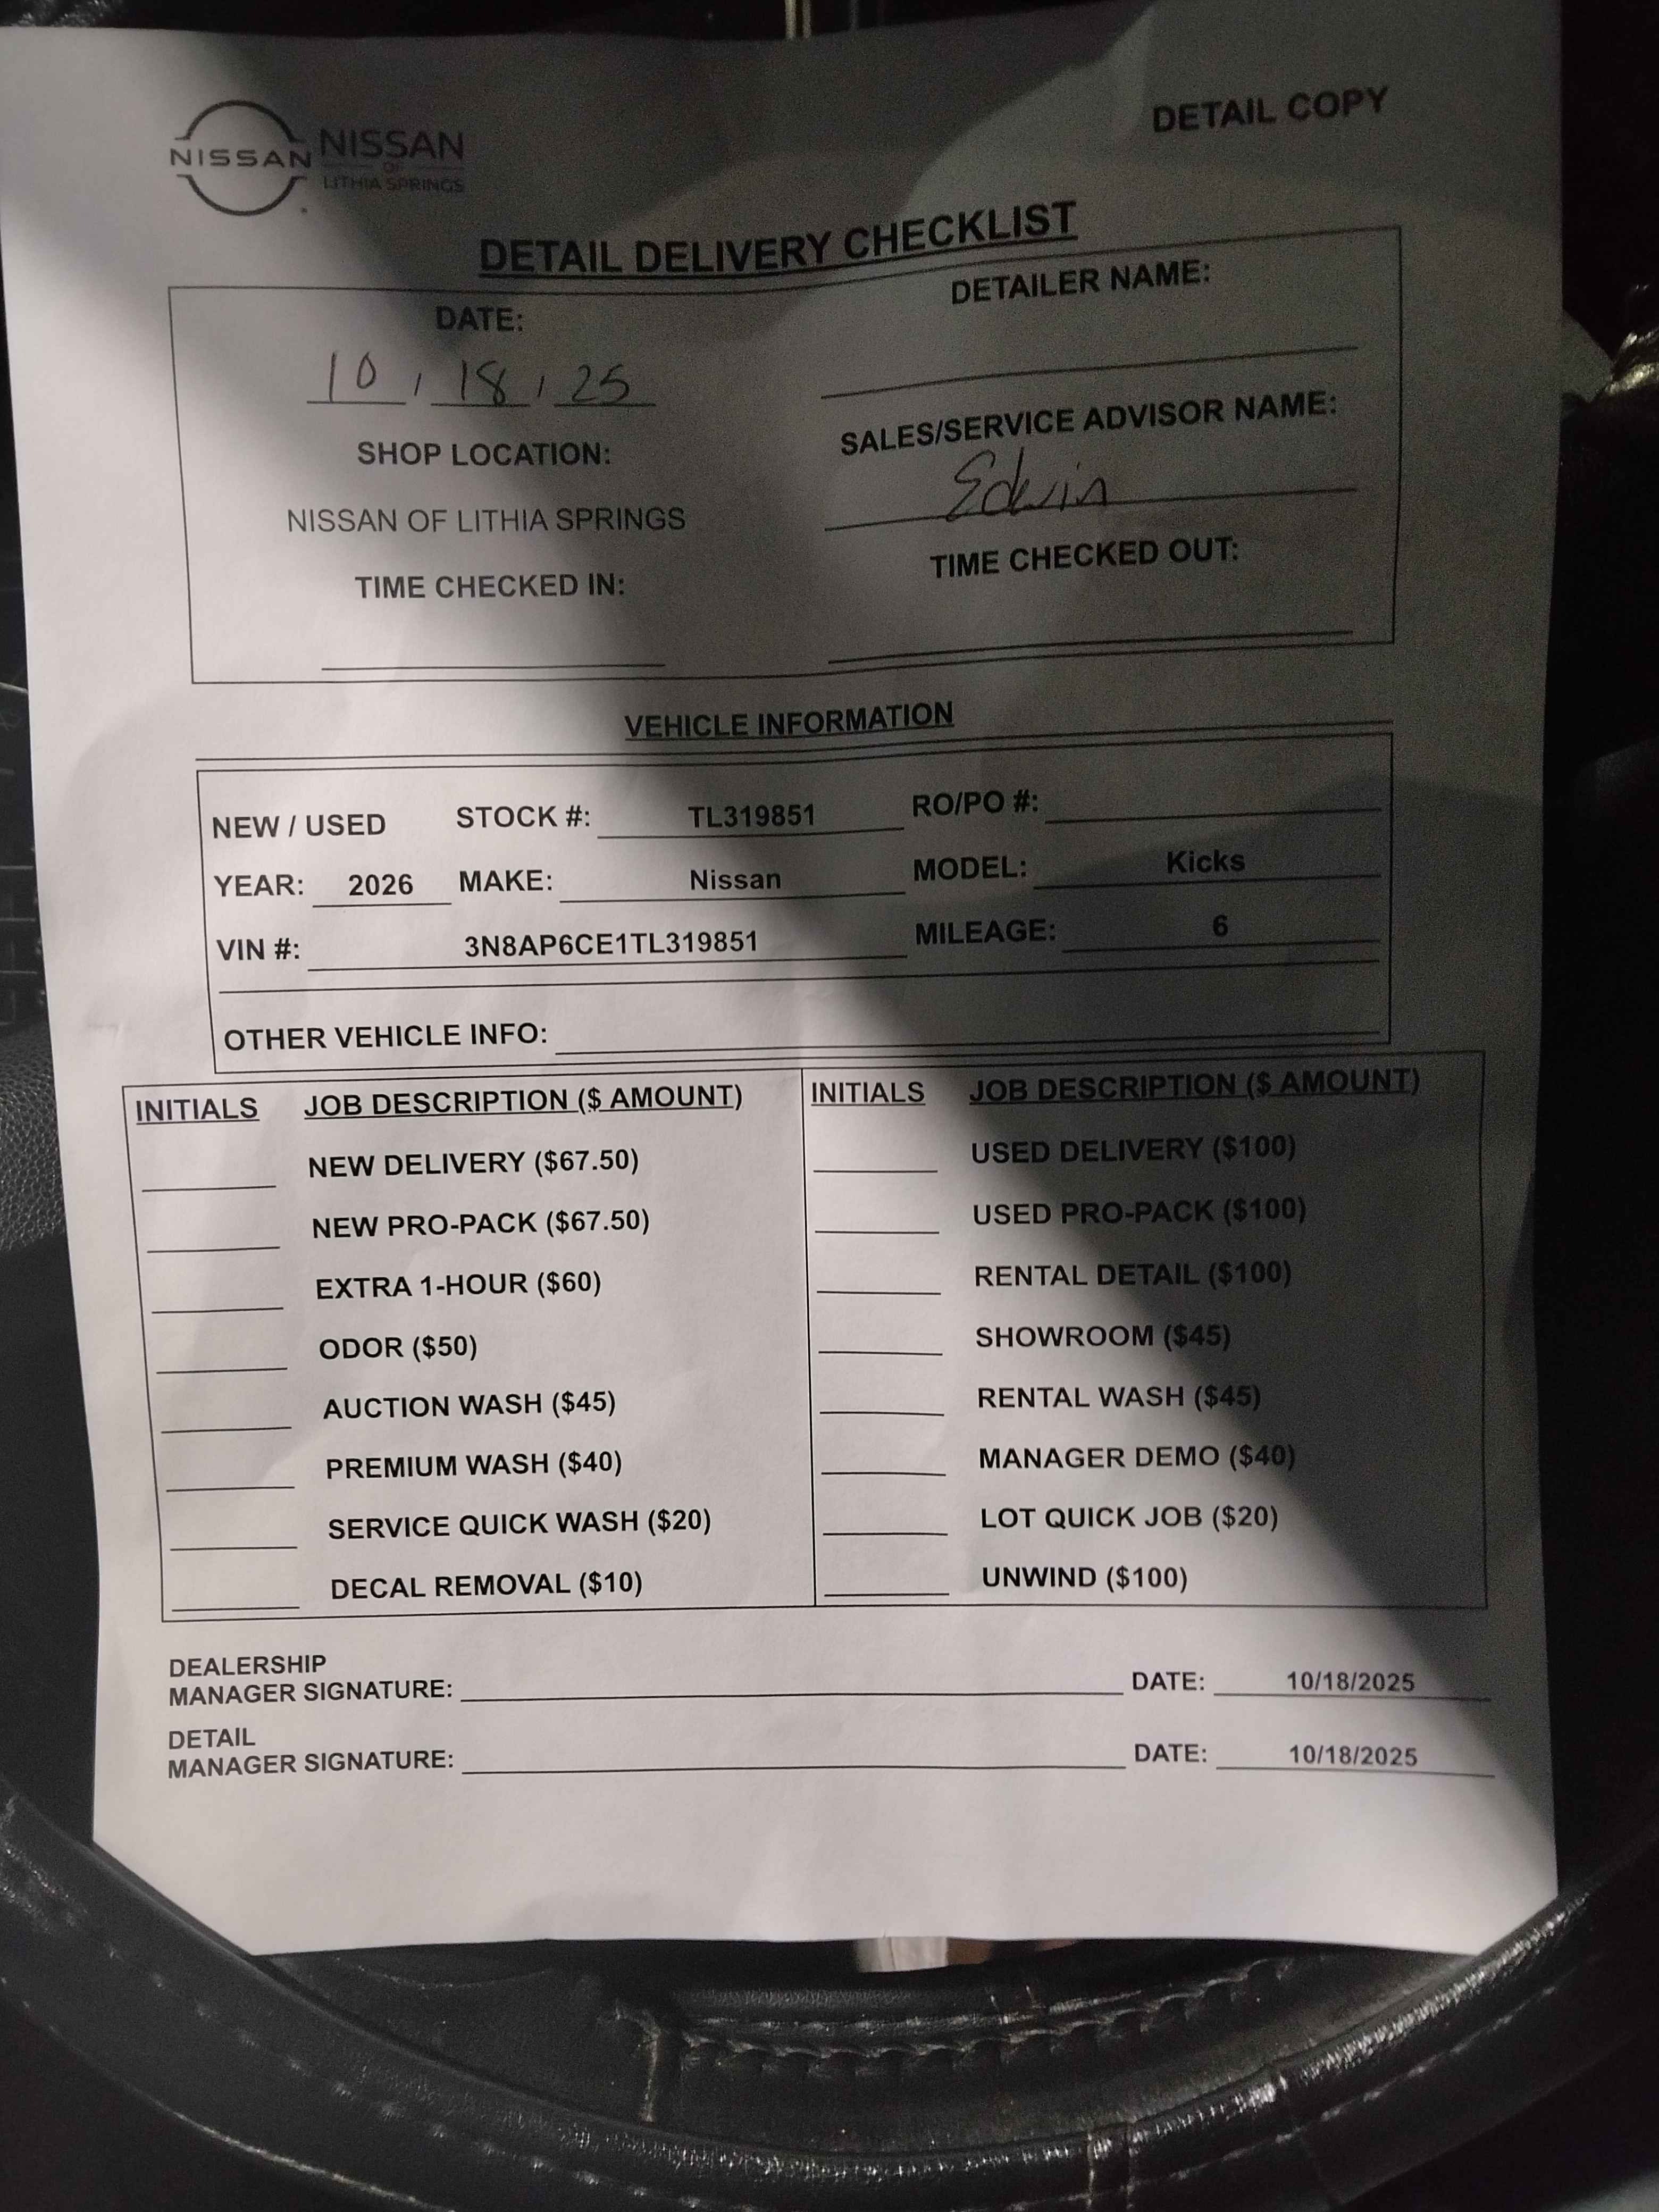 DETAIL COPY
NISSAN NISSAN
OF
LITHIA SPRINGS
DETAIL DELIVERY CHECKLIST
DATE:
10 / 18 / 25
SHOP LOCATION:
NISSAN OF LITHIA SPRINGS
TIME CHECKED IN:
DETAILER NAME:
SALES/SERVICE ADVISOR NAME:
Edwin
TIME CHECKED OUT:
VEHICLE INFORMATION
NEW / USED STOCK #: TL319851 RO/PO #:
YEAR: 2026 MAKE: Nissan MODEL: Kicks
VIN #: 3N8AP6CE1TL319851 MILEAGE: 6
OTHER VEHICLE INFO:
INITIALS JOB DESCRIPTION ($ AMOUNT)
NEW DELIVERY ($67.50)
NEW PRO-PACK ($67.50)
EXTRA 1-HOUR ($60)
ODOR ($50)
AUCTION WASH ($45)
PREMIUM WASH ($40)
SERVICE QUICK WASH ($20)
DECAL REMOVAL ($10)
INITIALS JOB DESCRIPTION ($ AMOUNT)
USED DELIVERY ($100)
USED PRO-PACK ($100)
RENTAL DETAIL ($100)
SHOWROOM ($45)
RENTAL WASH ($45)
MANAGER DEMO ($40)
LOT QUICK JOB ($20)
UNWIND ($100)
DEALERSHIP
MANAGER SIGNATURE: DATE: 10/18/2025
DETAIL
MANAGER SIGNATURE: DATE: 10/18/2025